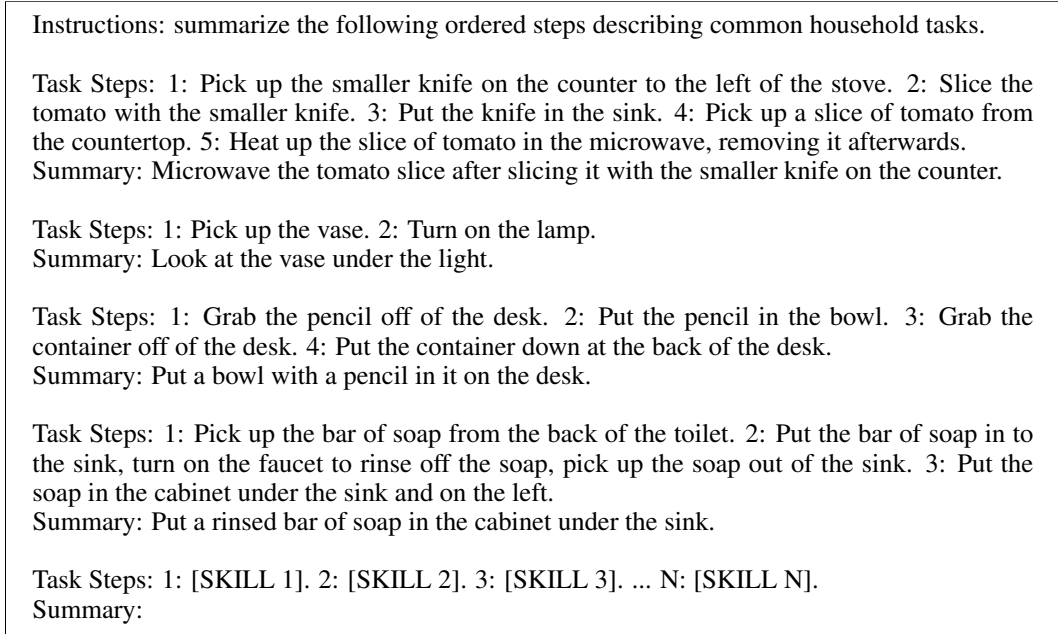 Instructions: summarize the following ordered steps describing common household tasks.
Task Steps: 1: Pick up the smaller knife on the counter to the left of the stove. 2: Slice the
tomato with the smaller knife. 3: Put the knife in the sink. 4: Pick up a slice of tomato from
the countertop. 5: Heat up the slice of tomato in the microwave, removing it afterwards.
Summary: Microwave the tomato slice after slicing it with the smaller knife on the counter.
Task Steps: 1: Pick up the vase. 2: Turn on the lamp.
Summary: Look at the vase under the light.
Task Steps: 1: Grab the pencil off of the desk. 2: Put the pencil in the bowl. 3: Grab the
container off of the desk. 4: Put the container down at the back of the desk.
Summary: Put a bowl with a pencil in it on the desk.
Task Steps: 1: Pick up the bar of soap from the back of the toilet. 2: Put the bar of soap in to
the sink, turn on the faucet to rinse off the soap, pick up the soap out of the sink. 3: Put the
soap in the cabinet under the sink and on the left.
Summary: Put a rinsed bar of soap in the cabinet under the sink.
Task Steps: 1: [SKILL 1]. 2: [SKILL 2]. 3: [SKILL 3]. ... N: [SKILL N].
Summary: